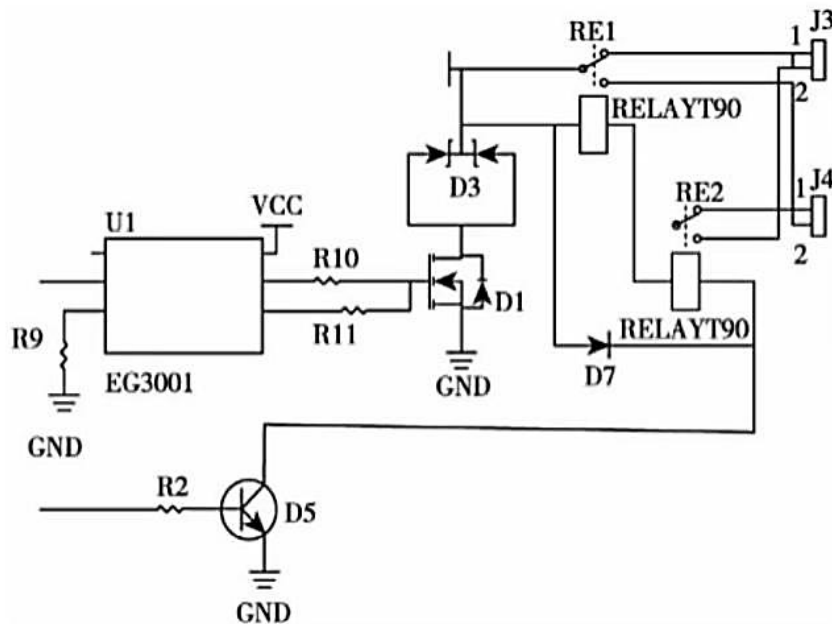 RE1
J3
1
2
RELAYT90
D3
RE2
J4
1
2
U1
VCC
R10
R11
D1
R9
EG3001
GND
GND
RELAYT90
D7
R2
D5
GND